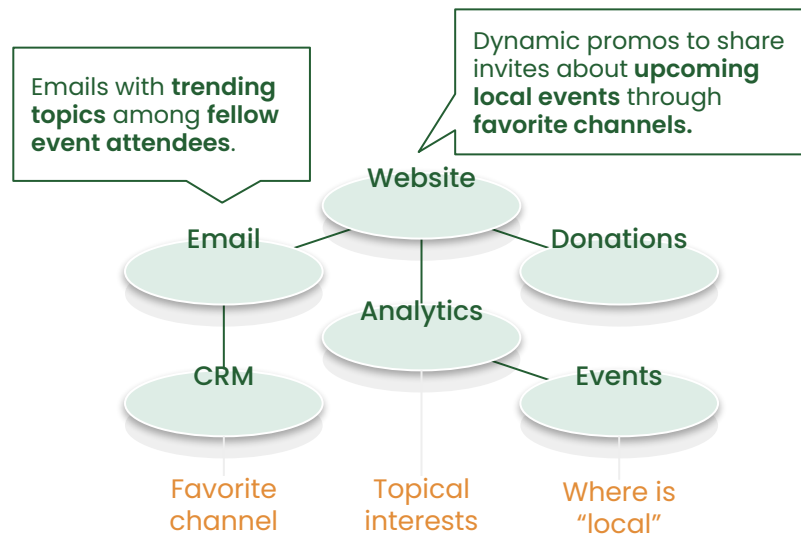 Emails with trending
topics among fellow
event attendees.
Dynamic promos to share
invites about upcoming
local events through
favorite channels.
Website
Email
Donations
Analytics
CRM
Events
Favorite
channel
Topical
interests
Where is
“local”